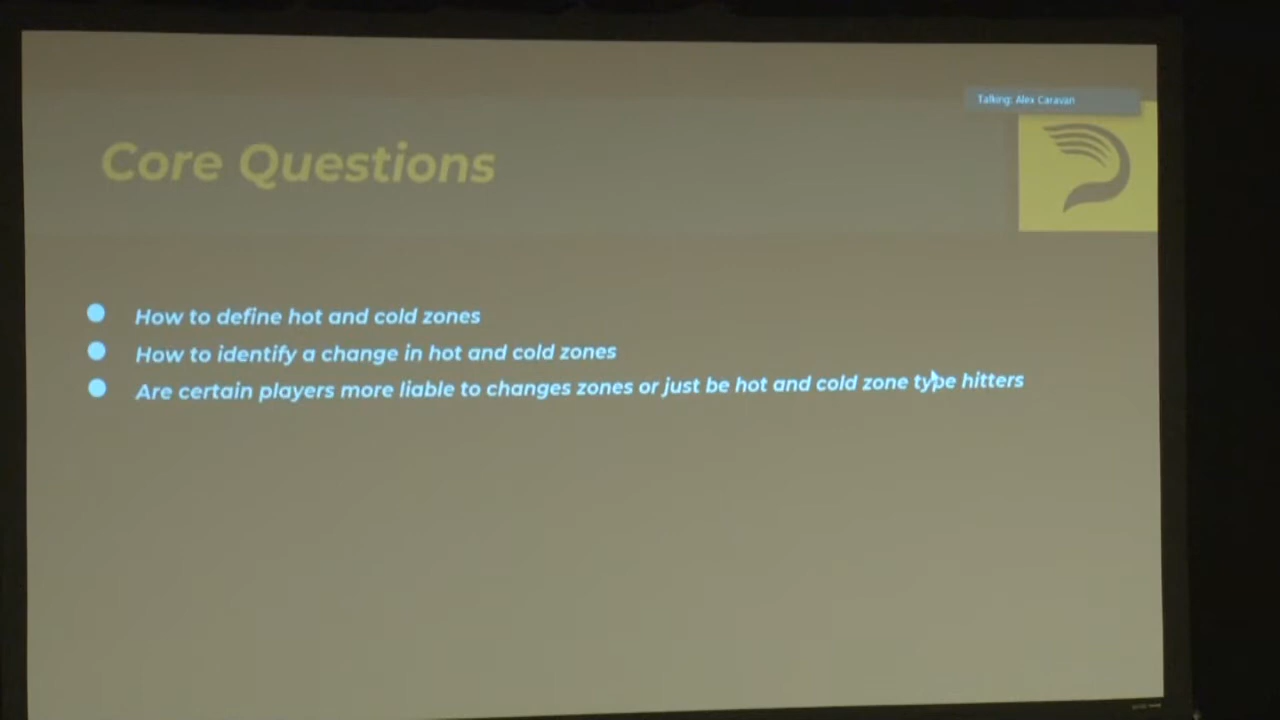 Talking: Alex Caravan
Core Questions
How to define hot and cold zones
How to identify a change in hot and cold zones
Are certain players more liable to changes zones or just be hot and cold zone type hitters